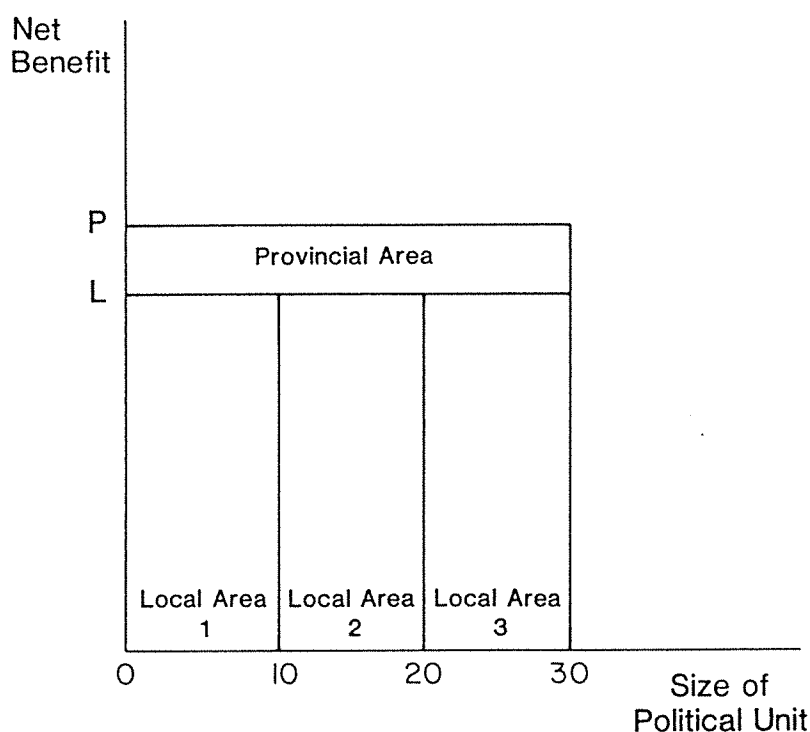 Net
Benefit
P
Provincial Area
L
Local Area
1
Local Area
2
Local Area
3
0
10
20
30
Size of
Political Unit